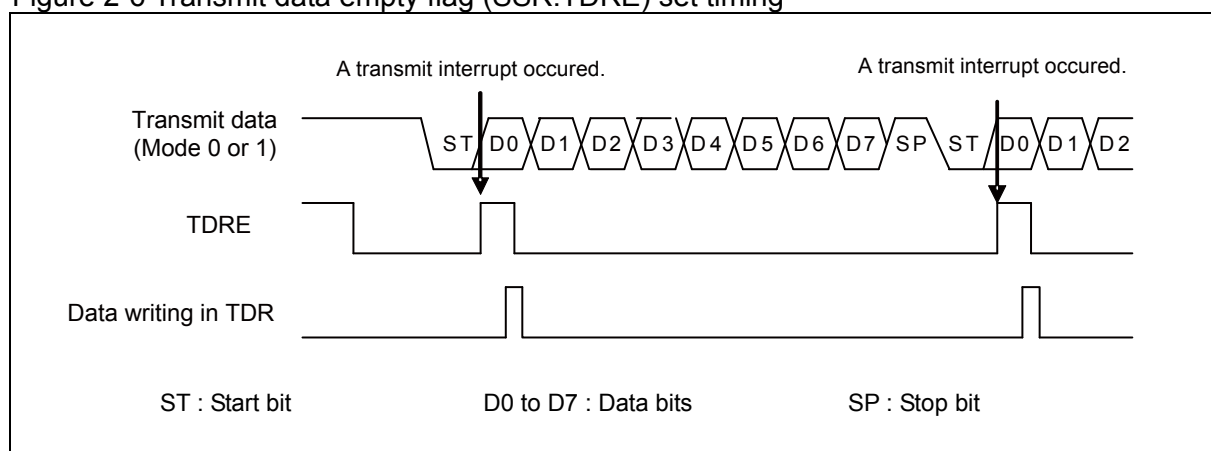 Figure 2-6 Transmit data empty flag (SSR:TDRE) set timing
A transmit interrupt occured. A transmit interrupt occured.
Transmit data
(Mode 0 or 1)
ST D0 D1 D2 D3 D4 D5 D6 D7 SP ST D0 D1 D2
TDRE
Data writing in TDR
ST : Start bit D0 to D7 : Data bits SP : Stop bit